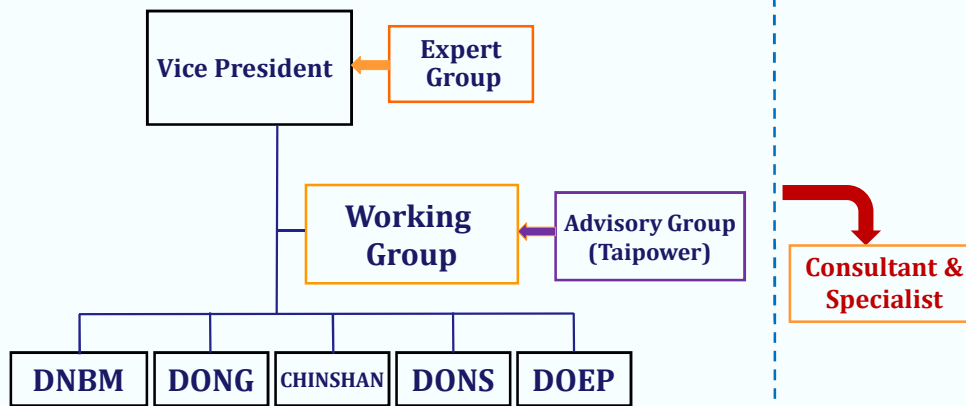 Vice President
Expert
Group
Working
Group
Advisory Group
(Taipower)
Consultant &
Specialist
DNBM
DONG
CHINSHAN
DONS
DOEP